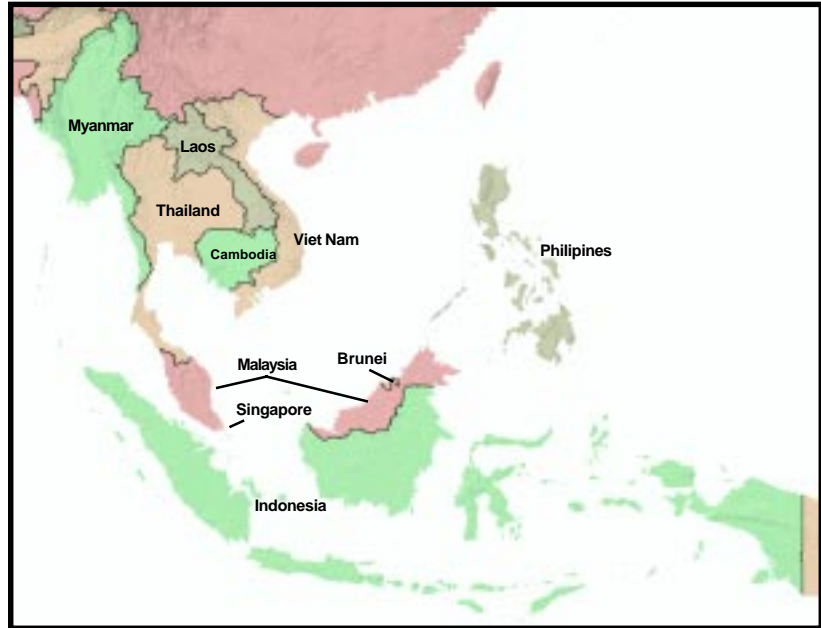 Myanmar
Laos
Thailand
Viet Nam
Cambodia
Philipines
Brunei
Malaysia
Singapore
Indonesia